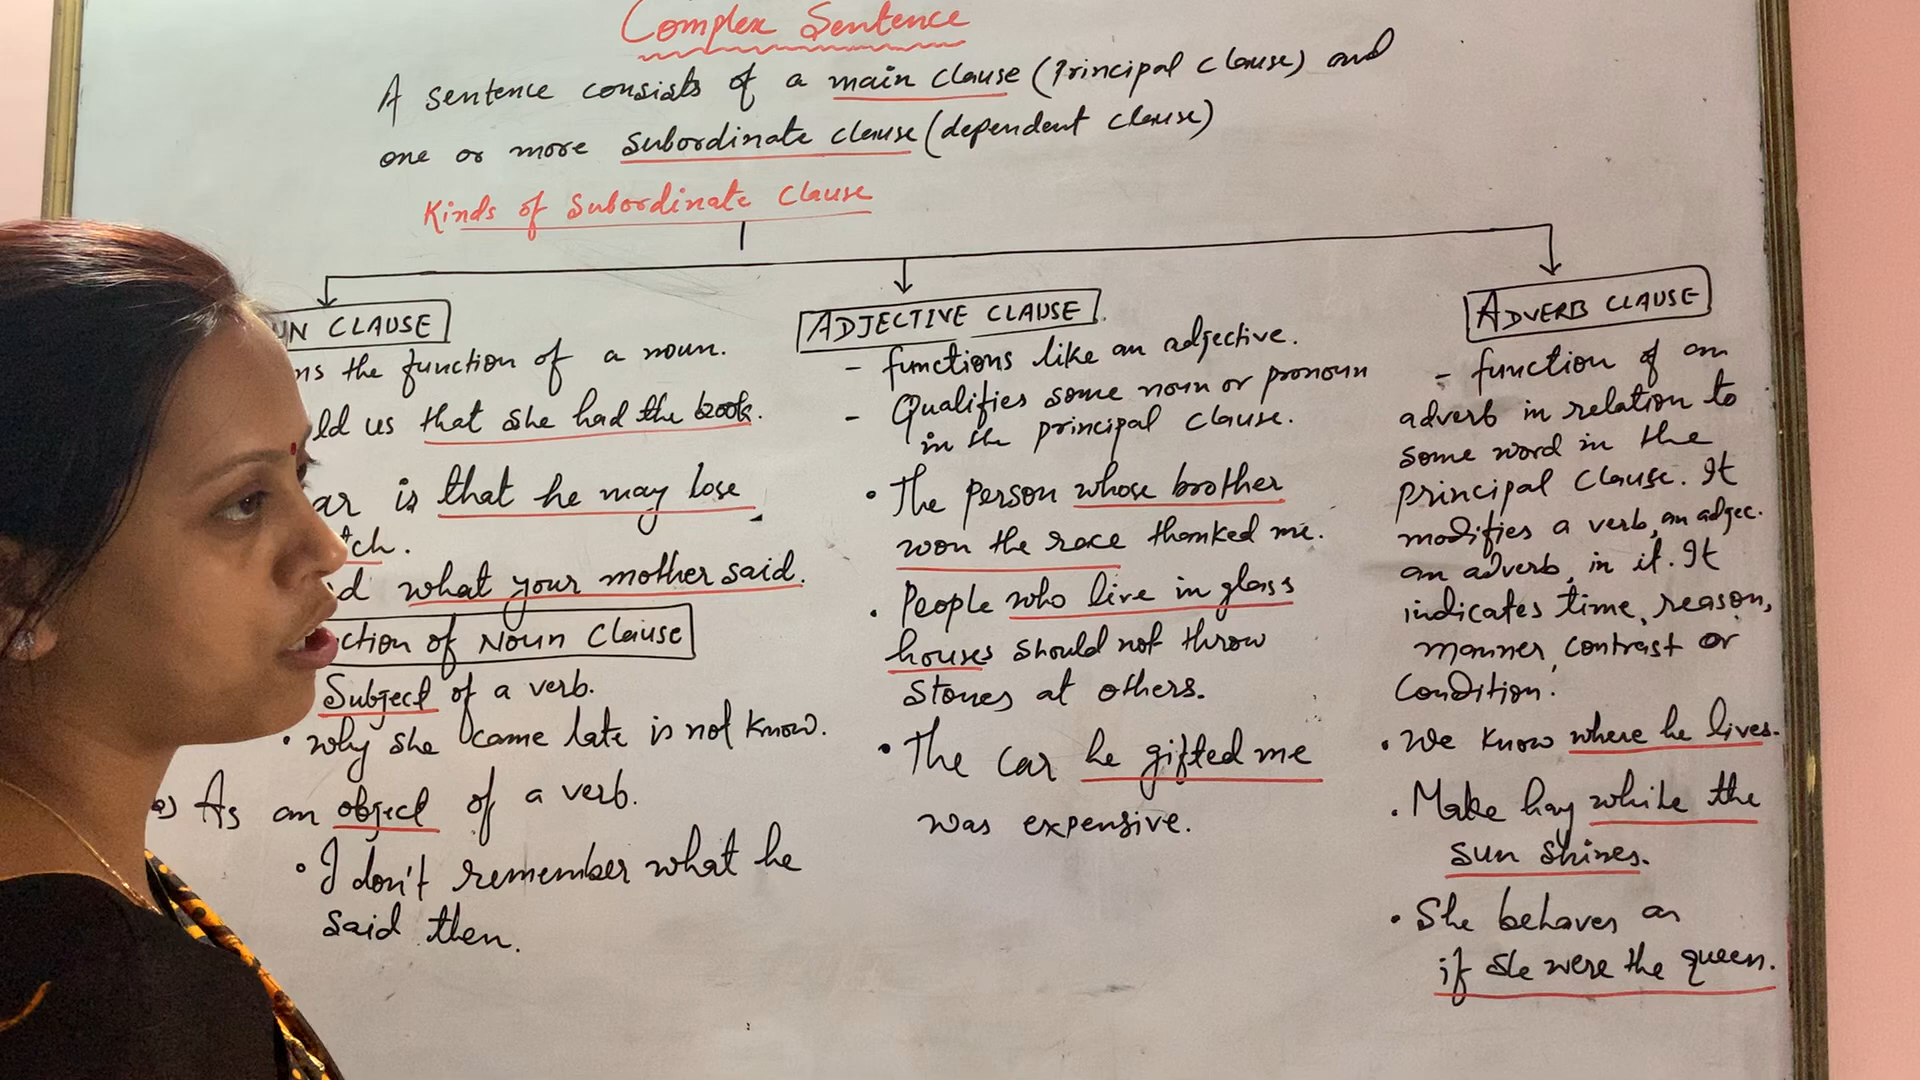 Complex Sentence
A sentence consists of a main clause (Principal clause) and
one or more subordinate clause (dependent clause)
Kinds of Subordinate Clause
UN CLAUSE
ns the function of a noun.
ld us that she had the book.
ar is that he may lose
tch.
d what your mother said.
ction of Noun Clause
Subject of a verb.
• why she came late is not know.
As an object of a verb.
• I don't remember what he
said then.
ADJECTIVE CLAUSE
- functions like an adjective.
- Qualifies some noun or pronoun
in the principal clause.
• The person whose brother
won the race thanked me.
• People who live in glass
houses should not throw
stones at others.
• The car he gifted me
was expensive.
ADVERB CLAUSE
- function of an
adverb in relation to
some word in the
principal clause. It
modifies a verb, an adjec.
an adverb, in it. It
indicates time, reason,
manner, contrast or
condition.
• We know where he lives.
• Make hay while the
sun shines.
• She behaves as
if she were the queen.